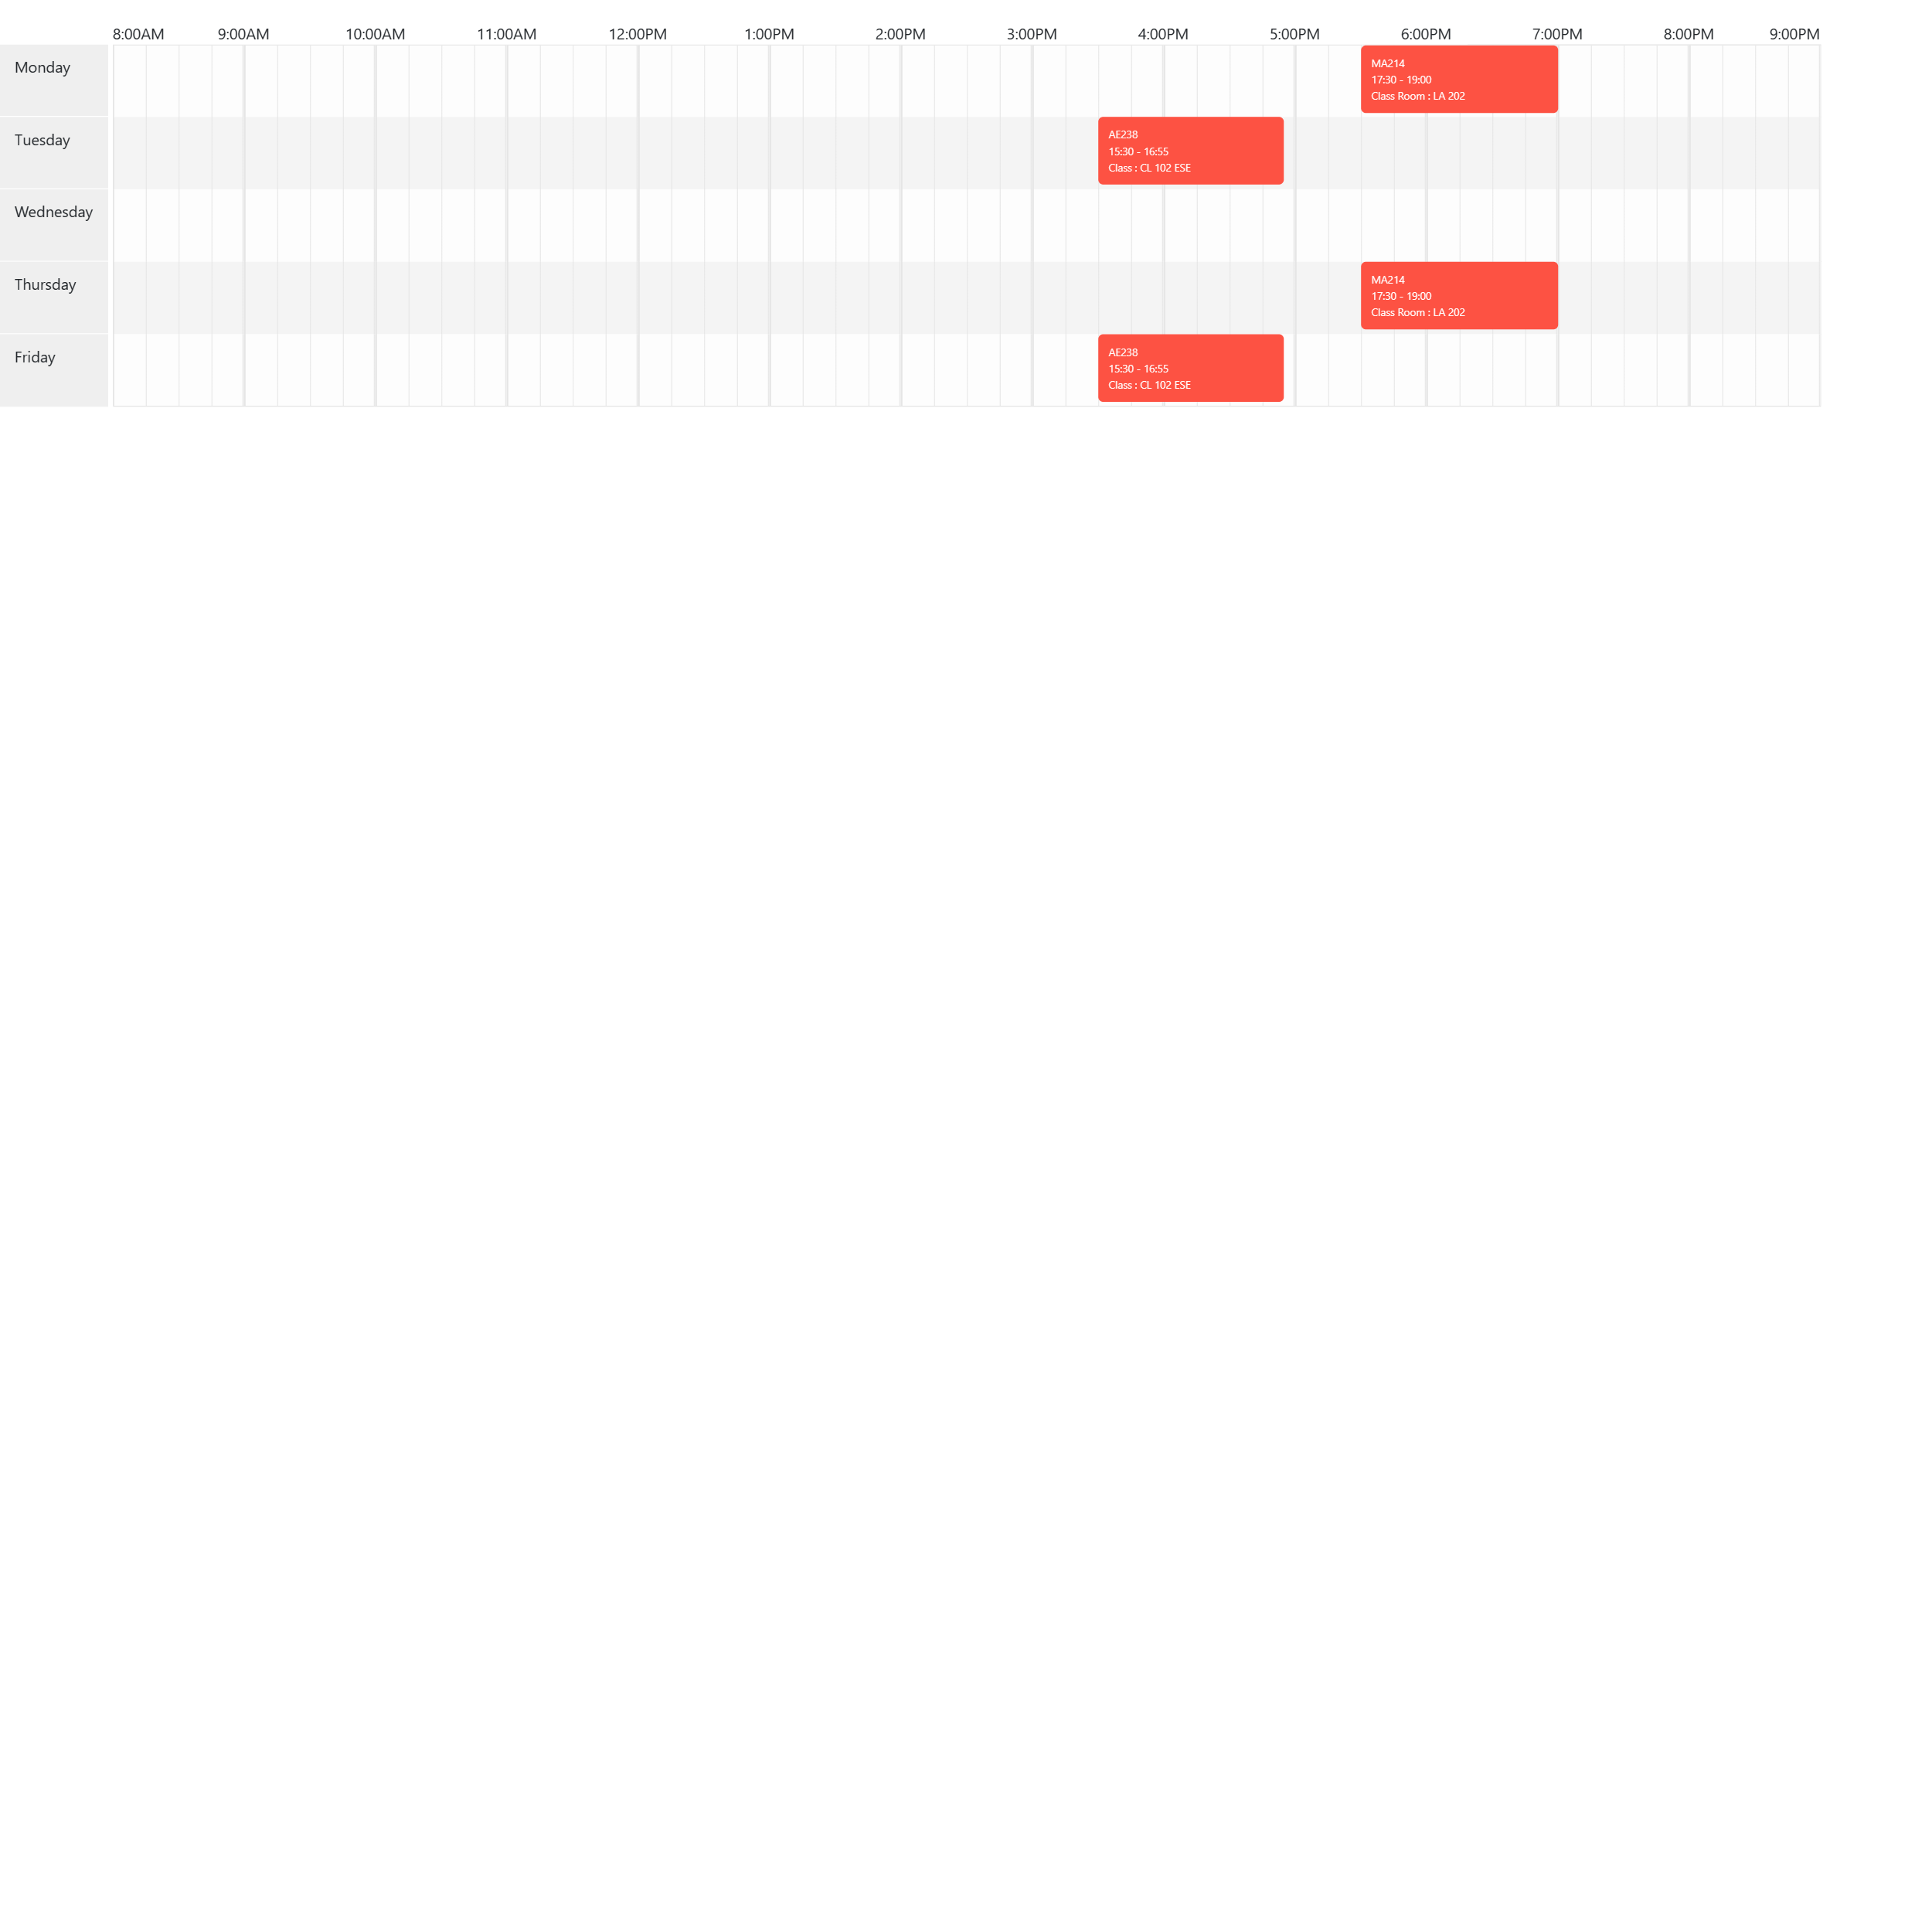 8:00AM 9:00AM 10:00AM 11:00AM 12:00PM 1:00PM 2:00PM 3:00PM 4:00PM 5:00PM 6:00PM 7:00PM 8:00PM 9:00PM
Monday
MA214
17:30 - 19:00
Class Room : LA 202
Tuesday
AE238
15:30 - 16:55
Class : CL 102 ESE
Wednesday
Thursday
MA214
17:30 - 19:00
Class Room : LA 202
Friday
AE238
15:30 - 16:55
Class : CL 102 ESE